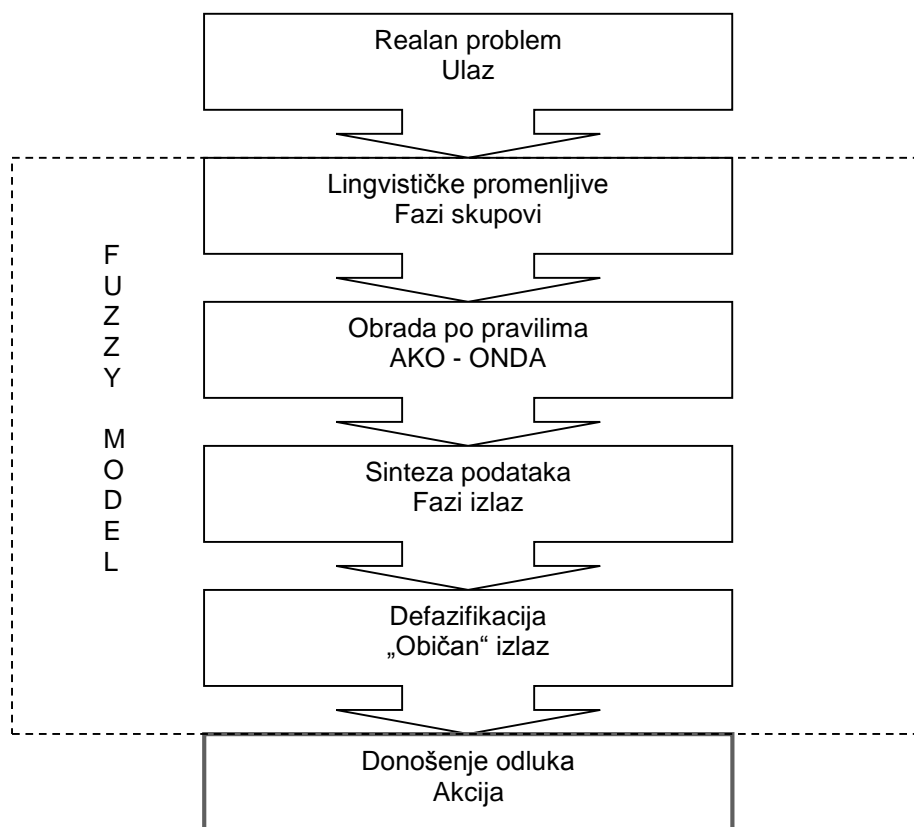 Realan problem
Ulaz
Lingvističke promenljive
Fazi skupovi
Obrada po pravilima
AKO - ONDA
Sinteza podataka
Fazi izlaz
Defazifikacija
„Običan“ izlaz
Donošenje odluka
Akcija
F
U
Z
Z
Y
M
O
D
E
L